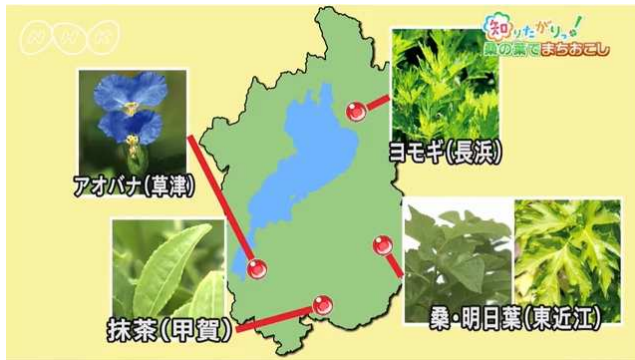 NHK
知りたがりっ!
桑の葉でまちおこし
アオバナ(草津)
ヨモギ(長浜)
抹茶(甲賀)
桑・明日葉(東近江)